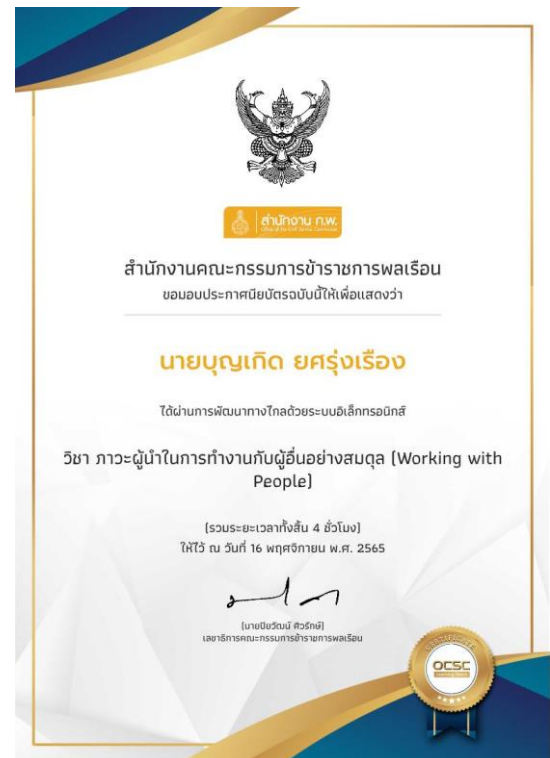 สำนักงาน ก.พ.
Office of the Civil Service Commission
สำนักงานคณะกรรมการข้าราชการพลเรือน
ขอมอบประกาศนียบัตรฉบับนี้ให้เพื่อแสดงว่า
นายบุญเกิด ยศรุ่งเรือง
ได้ผ่านการพัฒนาทางไกลด้วยระบบอิเล็กทรอนิกส์
วิชา ภาวะผู้นำในการทำงานกับผู้อื่นอย่างสมดุล (Working with
People)
(รวมระยะเวลาทั้งสิ้น 4 ชั่วโมง)
ให้ไว้ ณ วันที่ 16 พฤศจิกายน พ.ศ. 2565
(นายปิยวัฒน์ ศิวรักษ์)
เลขาธิการคณะกรรมการข้าราชการพลเรือน
CERTIFICATE
OCSC